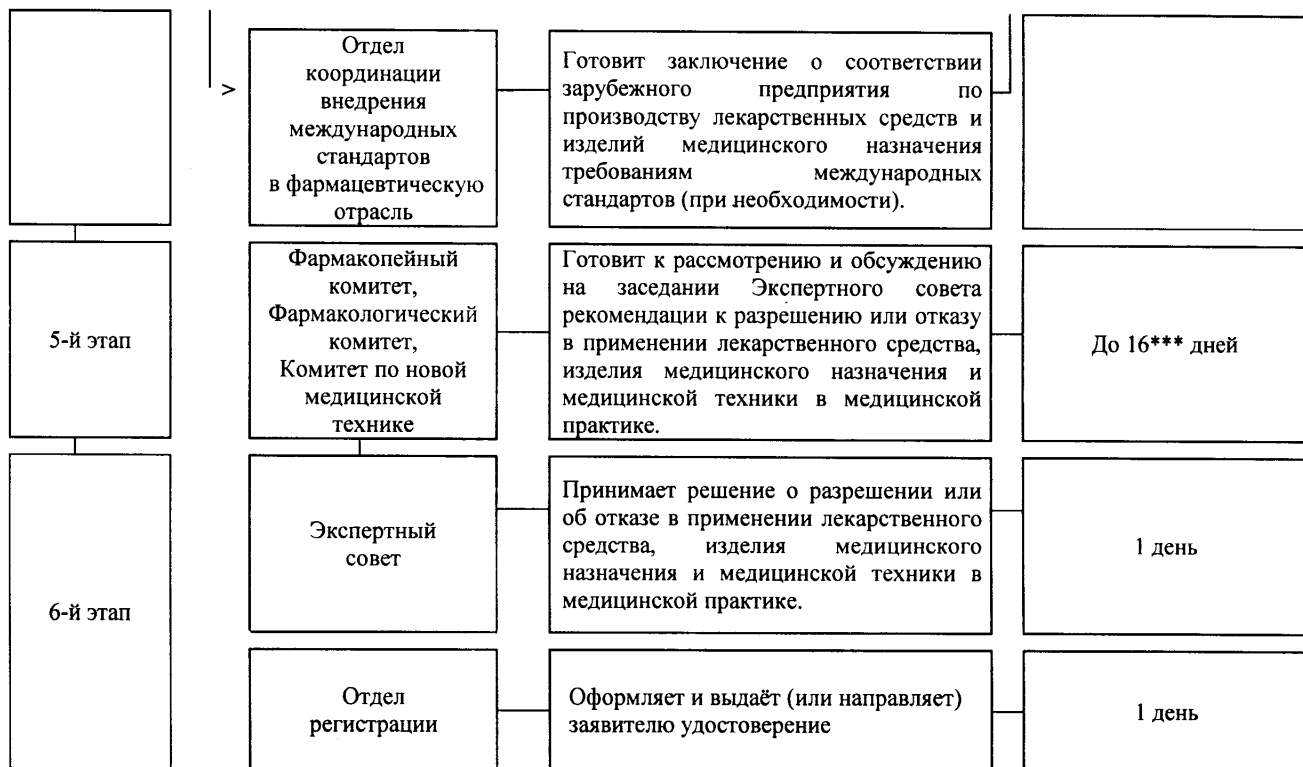 >
Отдел
координации
внедрения
международных
стандартов
в фармацевтическую
отрасль
Готовит заключение о соответствии
зарубежного предприятия по
производству лекарственных средств и
изделий медицинского назначения
требованиям международных
стандартов (при необходимости).
5-й этап
Фармакопейный
комитет,
Фармакологический
комитет,
Комитет по новой
медицинской
технике
Готовит к рассмотрению и обсуждению
на заседании Экспертного совета
рекомендации к разрешению или отказу
в применении лекарственного средства,
изделия медицинского назначения и
медицинской техники в медицинской
практике.
До 16*** дней
6-й этап
Экспертный
совет
Принимает решение о разрешении или
об отказе в применении лекарственного
средства, изделия медицинского
назначения и медицинской техники в
медицинской практике.
1 день
Отдел
регистрации
Оформляет и выдаёт (или направляет)
заявителю удостоверение
1 день